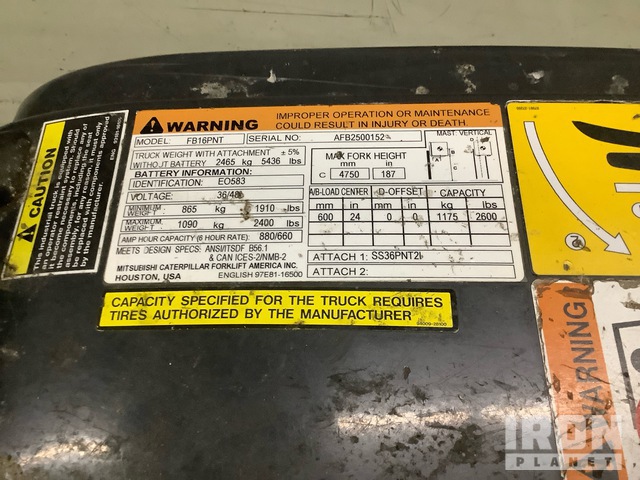 WARNING
IMPROPER OPERATION OR MAINTENANCE
COULD RESULT IN INJURY OR DEATH.
MODEL: FB16PNT SERIAL NO: AFB2500152
TRUCK WEIGHT WITH ATTACHMENT ± 5%
WITHOUT BATTERY 2465 kg 5436 lbs
BATTERY INFORMATION:
IDENTIFICATION: EO583
VOLTAGE: 36/48
MINIMUM WEIGHT: 865 kg 1910 lbs
MAXIMUM WEIGHT: 1090 kg 2400 lbs
AMP HOUR CAPACITY (6 HOUR RATE): 880/660
MEETS DESIGN SPECS: ANSI/ITSDF B56.1
& CAN ICES-2/NMB-2
MITSUBISHI CATERPILLAR FORKLIFT AMERICA INC.
HOUSTON, USA ENGLISH 97E81-16500
MAST. VERTICAL
MAX FORK HEIGHT
mm in
C 4750 187
A/B-LOAD CENTER D-OFFSET CAPACITY
mm in mm in kg lbs
600 24 0 0 1175 2600
ATTACH 1: SS36PNT2
ATTACH 2:
CAPACITY SPECIFIED FOR THE TRUCK REQUIRES
TIRES AUTHORIZED BY THE MANUFACTURER
CAUTION
WARNING
IRON
PLANET